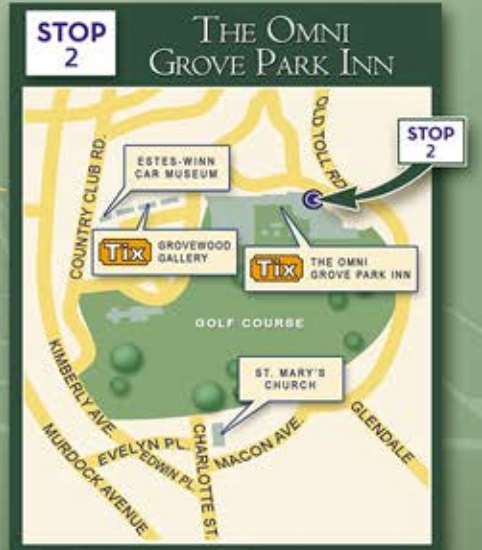 STOP
2
THE OMNI
GROVE PARK INN
OLD TOLL RD.
STOP
2
COUNTRY CLUB RD.
ESTES-WINN
CAR MUSEUM
Tix
GROVEWOOD
GALLERY
Tix
THE OMNI
GROVE PARK INN
GOLF COURSE
ST. MARY'S
CHURCH
KIMBERLY AVE.
MURDOCK AVENUE
EVELYN PL.
EDWIN PL.
CHARLOTTE ST.
MACON AVE.
GLENDALE